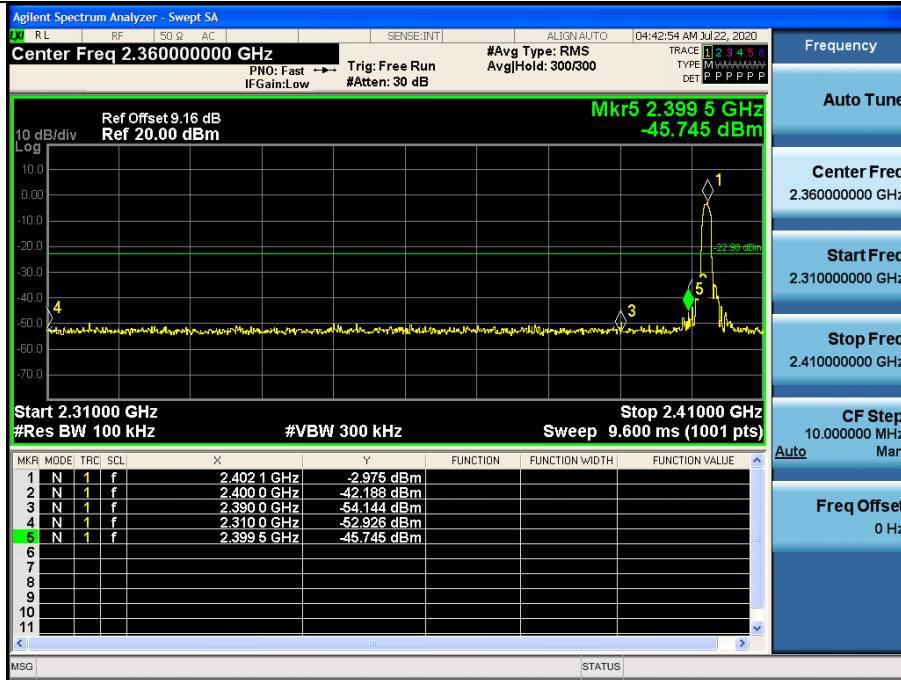 Agilent Spectrum Analyzer - Swept SA
LXI RL RF 50 Ω AC SENSE:INT ALIGN AUTO 04:42:54 AM Jul 22, 2020
Center Freq 2.360000000 GHz
PNO: Fast
IFGain:Low
Trig: Free Run
#Atten: 30 dB
#Avg Type: RMS
Avg|Hold: 300/300
TRACE 1 2 3 4 5 6
TYPE M W W W W W
DET P P P P P P
Mkr5 2.399 5 GHz
-45.745 dBm
Ref Offset 9.16 dB
10 dB/div Ref 20.00 dBm
Log
10.0
0.00
-10.0
-20.0
-30.0
-40.0
-50.0
-60.0
-70.0
1
-22.90 dBm
5
4
3
Start 2.31000 GHz Stop 2.41000 GHz
#Res BW 100 kHz #VBW 300 kHz Sweep 9.600 ms (1001 pts)
MKR MODE TRC SCL X Y FUNCTION FUNCTION WIDTH FUNCTION VALUE
1 N 1 f 2.402 1 GHz -2.975 dBm
2 N 1 f 2.400 0 GHz -42.188 dBm
3 N 1 f 2.390 0 GHz -54.144 dBm
4 N 1 f 2.310 0 GHz -52.926 dBm
5 N 1 f 2.399 5 GHz -45.745 dBm
6
7
8
9
10
11
MSG STATUS
Frequency
Auto Tune
Center Freq
2.360000000 GHz
Start Freq
2.310000000 GHz
Stop Freq
2.410000000 GHz
CF Step
10.000000 MHz
Auto Man
Freq Offset
0 Hz